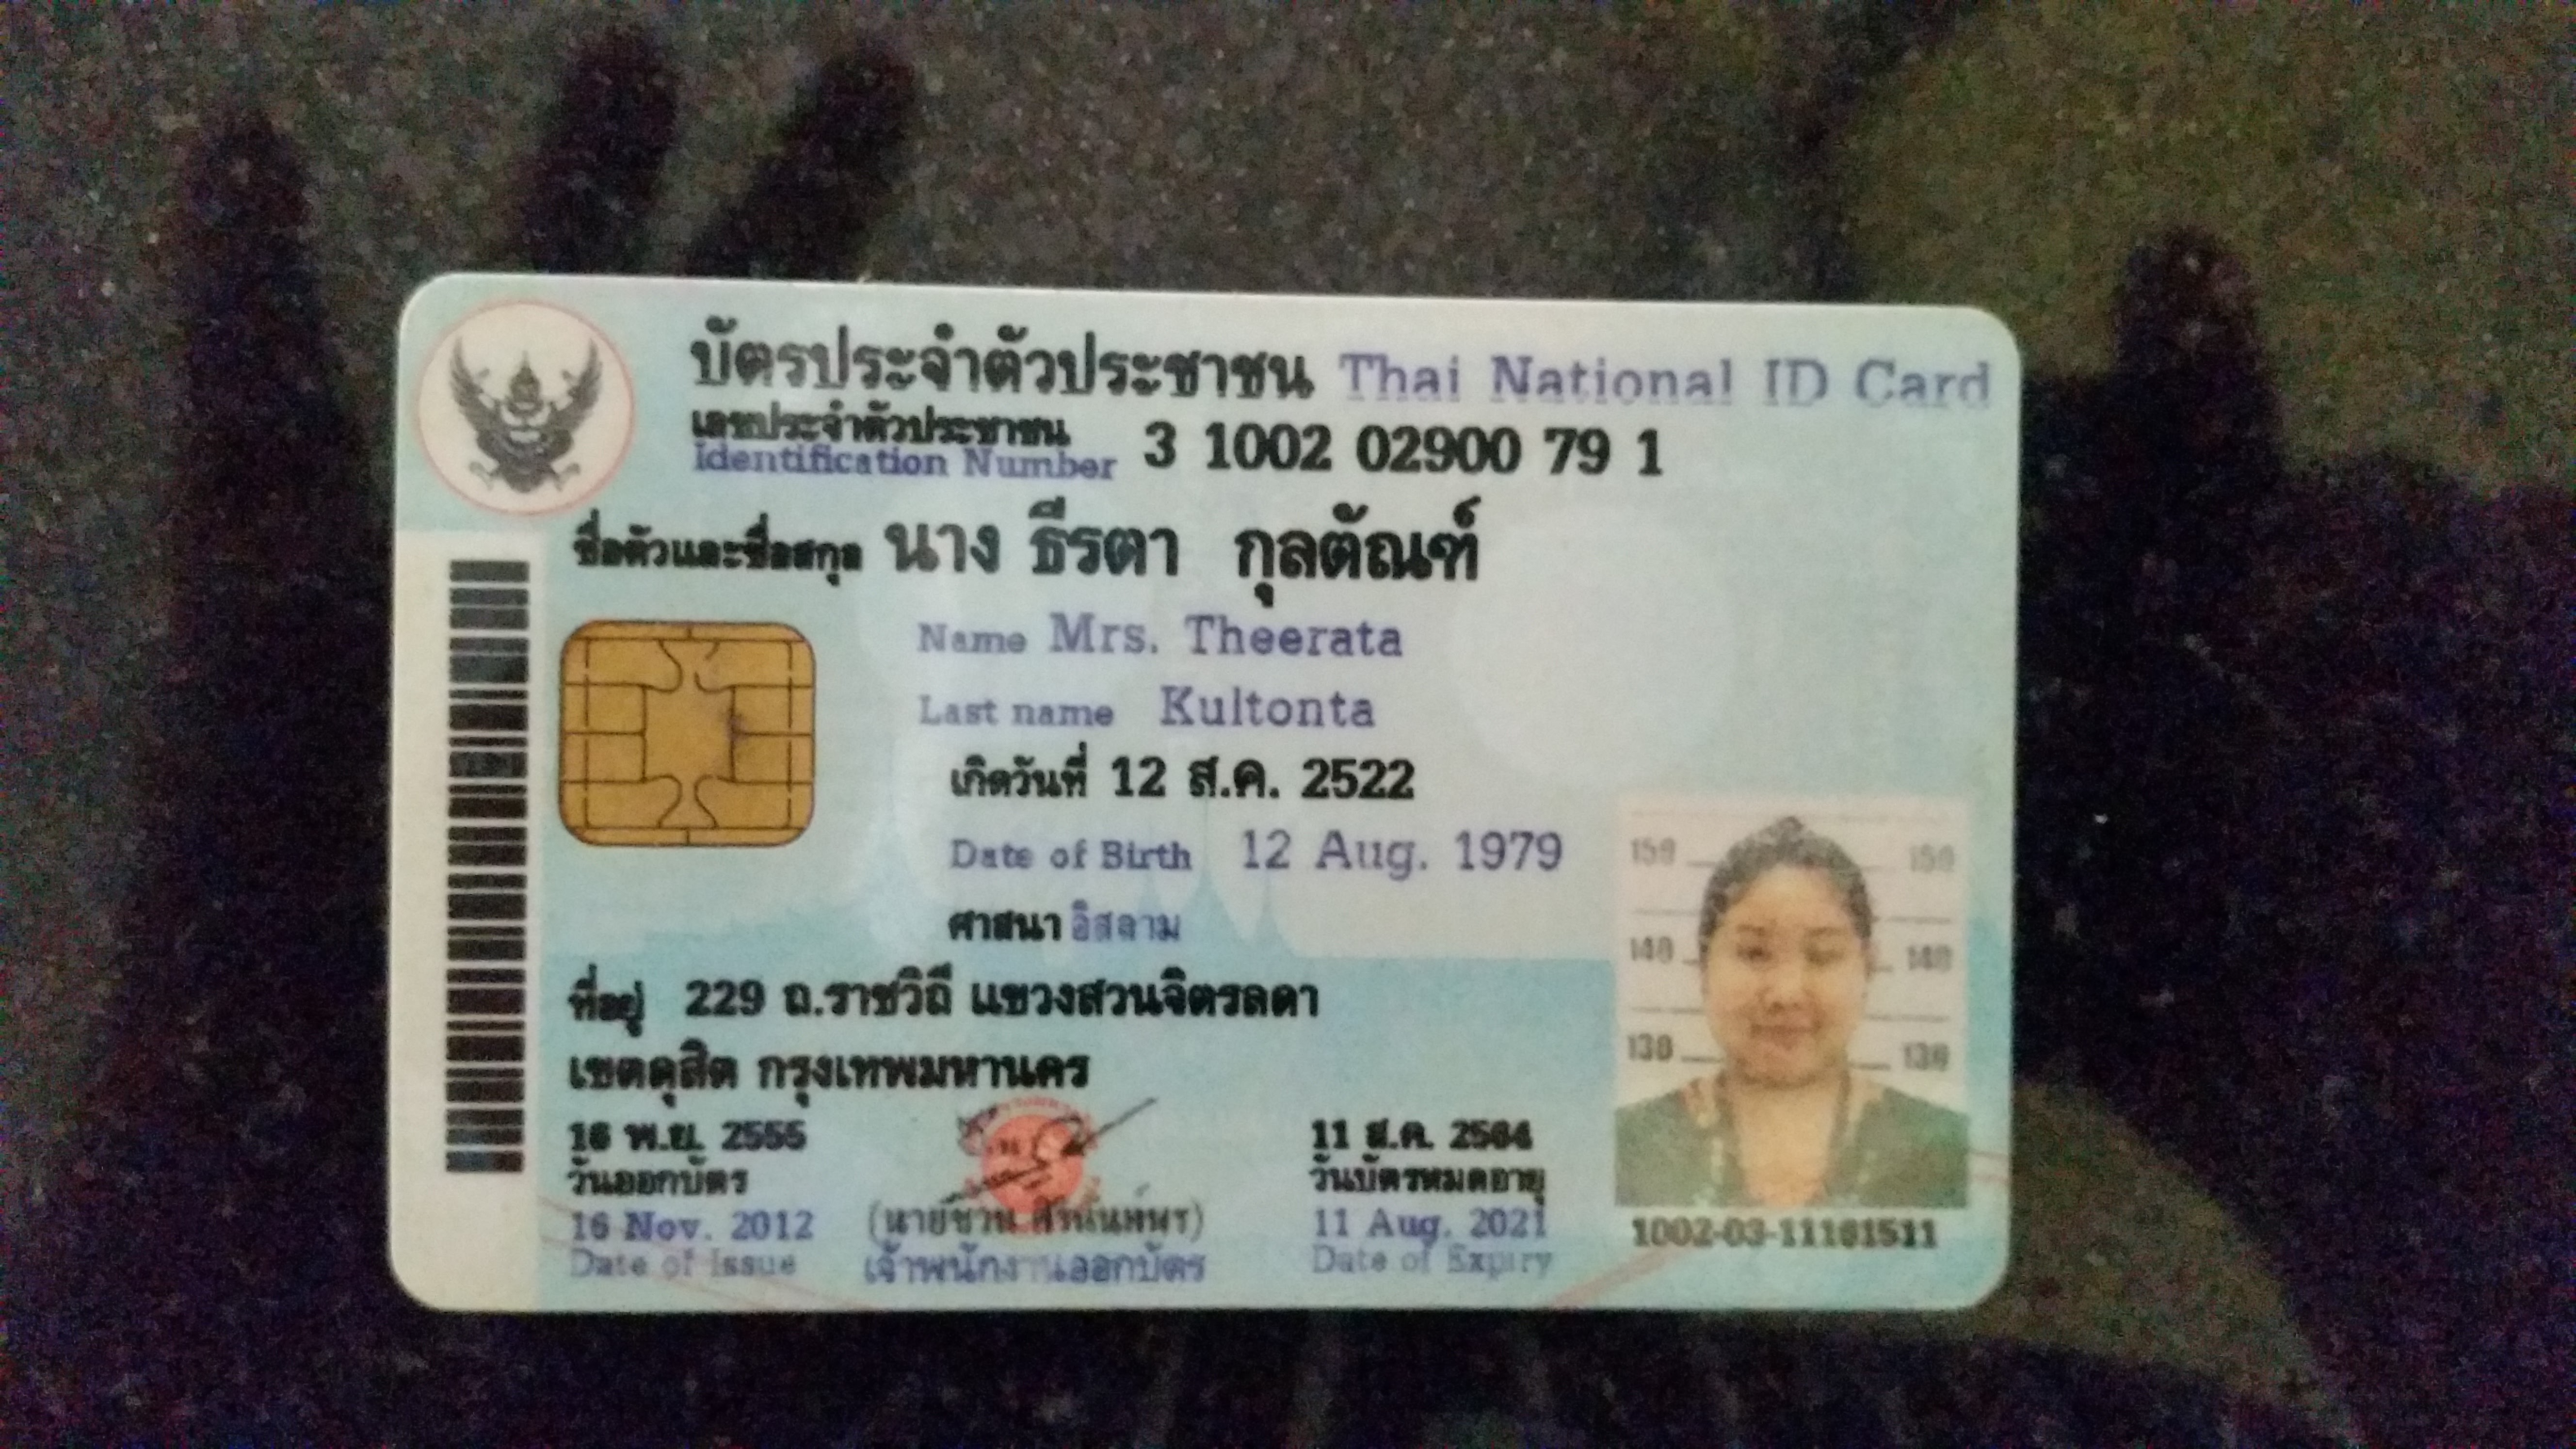 บัตรประจำตัวประชาชน Thai National ID Card
เลขประจำตัวประชาชน 3 1002 02900 79 1
Identification Number
ชื่อตัวและชื่อสกุล นาง ธีรตา กุลตัณฑ์
Name Mrs. Theerata
Last name Kultonta
เกิดวันที่ 12 ส.ค. 2522
Date of Birth 12 Aug. 1979
ศาสนา อิสลาม
ที่อยู่ 229 ถ.ราชวิถี แขวงสวนจิตรลดา
เขตดุสิต กรุงเทพมหานคร
16 พ.ย. 2555
วันออกบัตร
16 Nov. 2012
Date of Issue
เจ้าพนักงานออกบัตร
11 ส.ค. 2564
วันบัตรหมดอายุ
11 Aug. 2021
Date of Expiry
150 150
140 140
130 130
1002-03-11161511